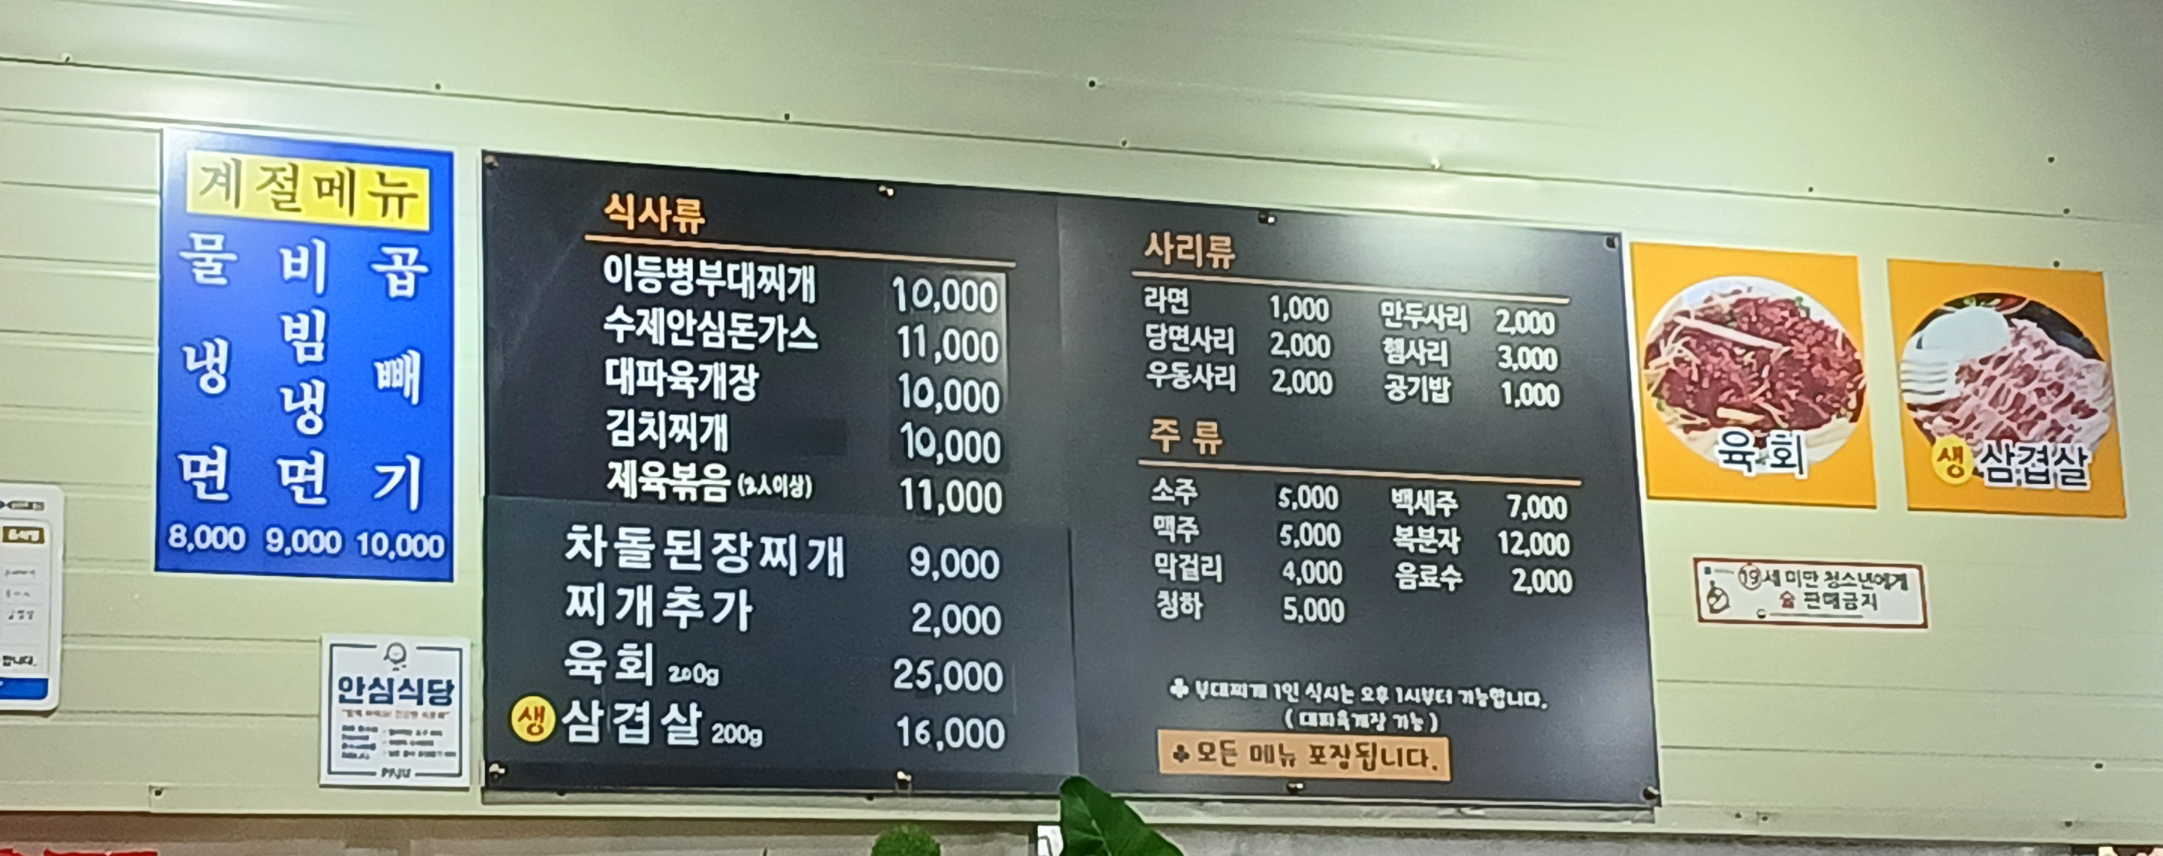 계절메뉴
물냉면 8,000
비빔냉면 9,000
곱빼기 10,000
식사류
이등병부대찌개 10,000
수제안심돈가스 11,000
대파육개장 10,000
김치찌개 10,000
제육볶음 (2人이상) 11,000
차돌된장찌개 9,000
찌개추가 2,000
육회 200g 25,000
생 삼겹살 200g 16,000
사리류
라면 1,000 만두사리 2,000
당면사리 2,000 햄사리 3,000
우동사리 2,000 공기밥 1,000
주류
소주 5,000 백세주 7,000
맥주 5,000 복분자 12,000
막걸리 4,000 음료수 2,000
청하 5,000
♣ 부대찌개 1인 식사는 오후 1시부터 가능합니다.
( 대파육개장 가능 )
♣ 모든 메뉴 포장됩니다.
육회
생 삼겹살
19세 미만 청소년에게
술 판매금지
안심식당
PAJU
합니다.